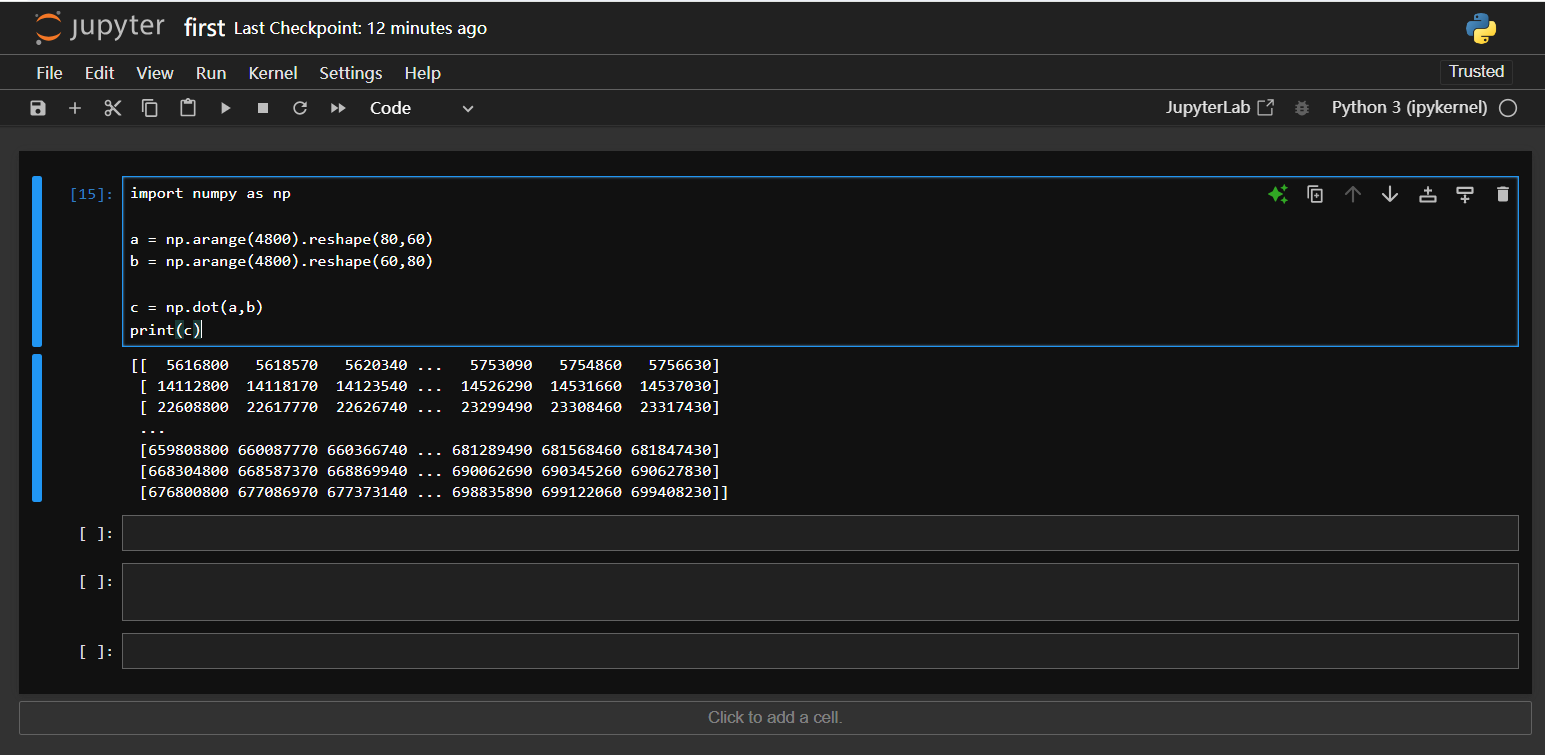 jupyter first Last Checkpoint: 12 minutes ago
File Edit View Run Kernel Settings Help Trusted
Code JupyterLab Python 3 (ipykernel)
[15]: import numpy as np
a = np.arange(4800).reshape(80,60)
b = np.arange(4800).reshape(60,80)
c = np.dot(a,b)
print(c)
[[  5616800   5618570   5620340 ...   5753090   5754860   5756630]
 [ 14112800  14118170  14123540 ...  14526290  14531660  14537030]
 [ 22608800  22617770  22626740 ...  23299490  23308460  23317430]
 ...
 [659808800 660087770 660366740 ... 681289490 681568460 681847430]
 [668304800 668587370 668869940 ... 690062690 690345260 690627830]
 [676800800 677086970 677373140 ... 698835890 699122060 699408230]]
[ ]:
[ ]:
[ ]:
Click to add a cell.